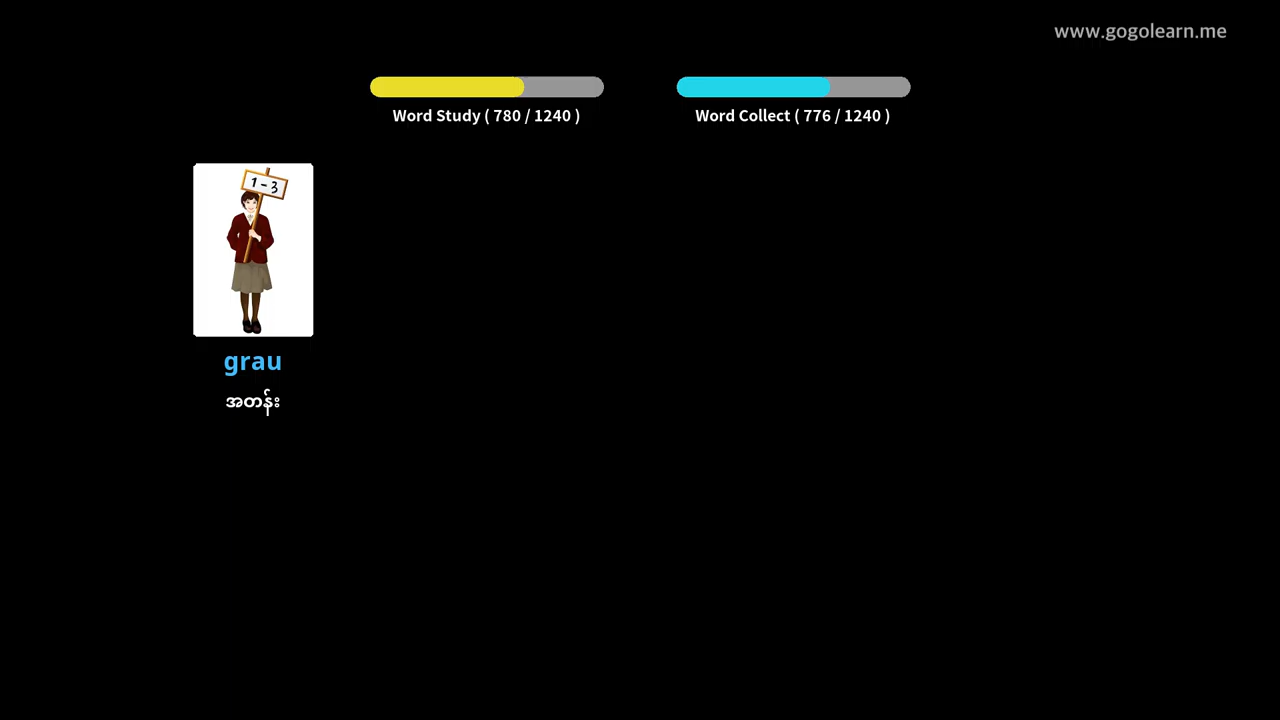 www.gogolearn.me
Word Study ( 780 / 1240 )
Word Collect ( 776 / 1240 )
1 - 3
grau
အတန်း